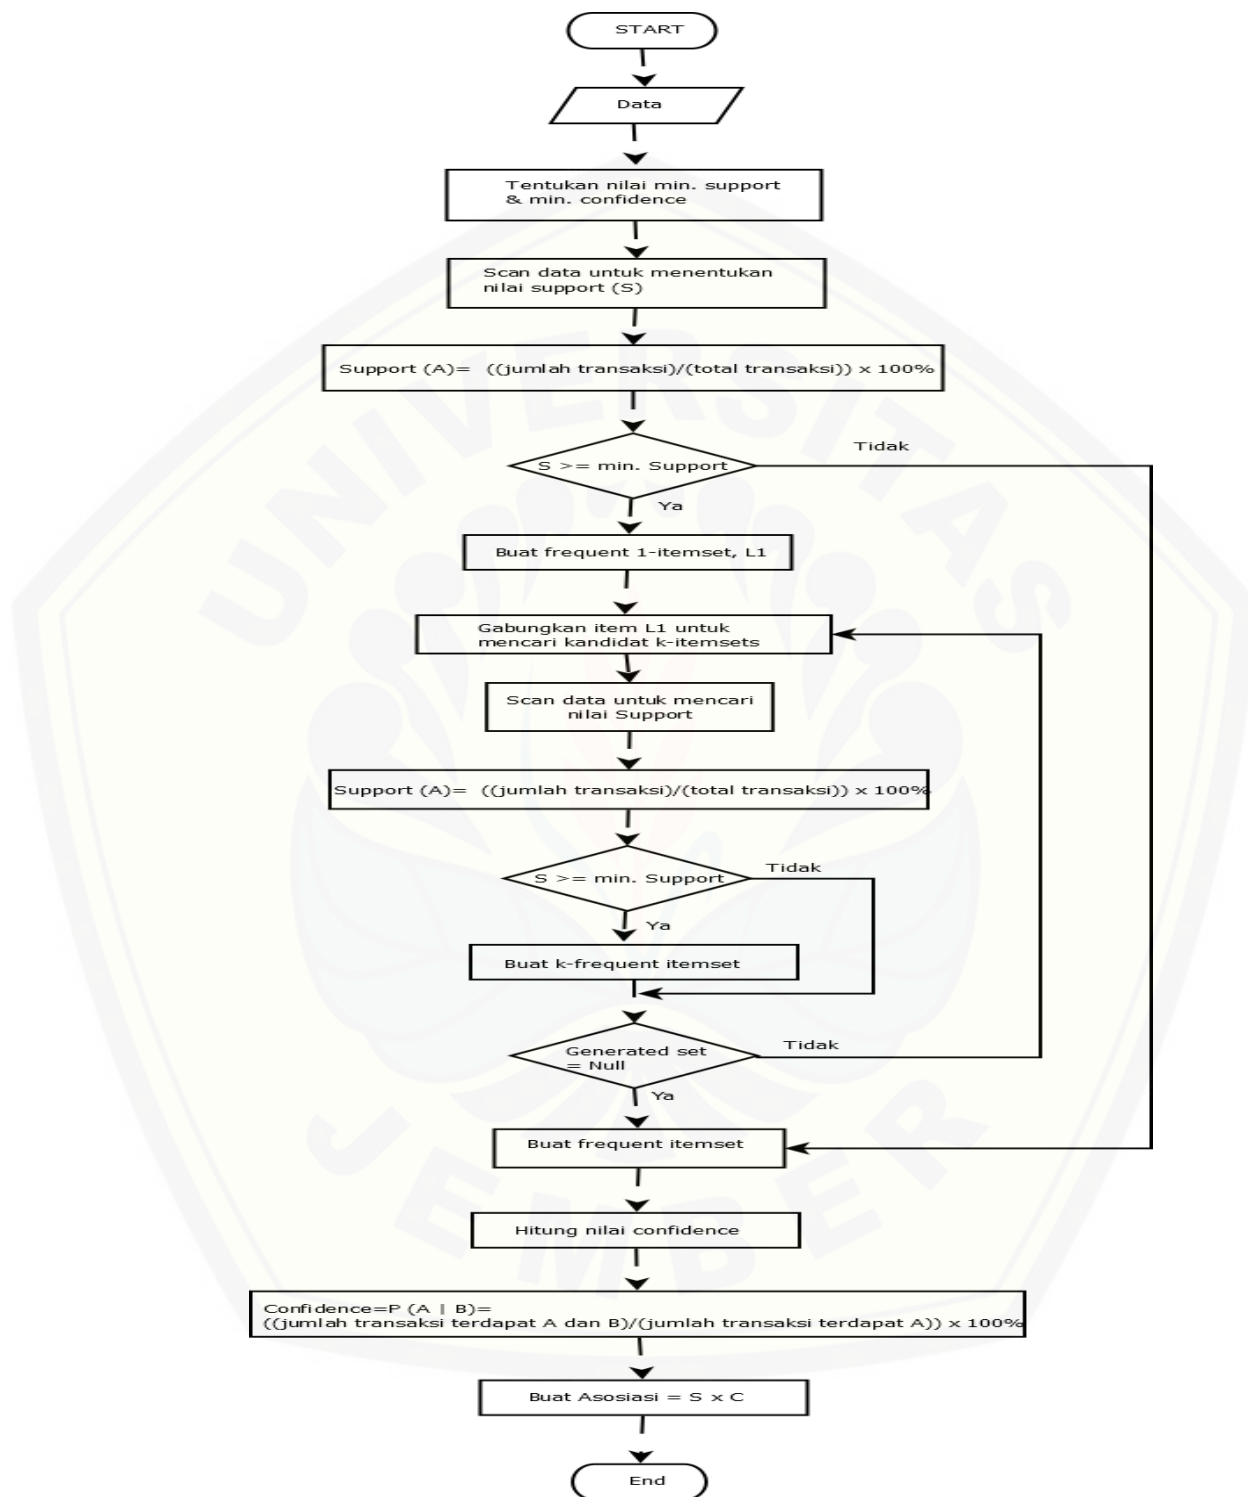 START
Data
Tentukan nilai min. support
& min. confidence
Scan data untuk menentukan
nilai support (S)
Support (A)=  ((jumlah transaksi)/(total transaksi)) x 100%
Tidak
S >= min. Support
Ya
Buat frequent 1-itemset, L1
Gabungkan item L1 untuk
mencari kandidat k-itemsets
Scan data untuk mencari
nilai Support
Support (A)=  ((jumlah transaksi)/(total transaksi)) x 100%
Tidak
S >= min. Support
Ya
Buat k-frequent itemset
Tidak
Generated set
= Null
Ya
Buat frequent itemset
Hitung nilai confidence
Confidence=P (A | B)=
((jumlah transaksi terdapat A dan B)/(jumlah transaksi terdapat A)) x 100%
Buat Asosiasi = S x C
End
UNIVERSITAS
JEMBER